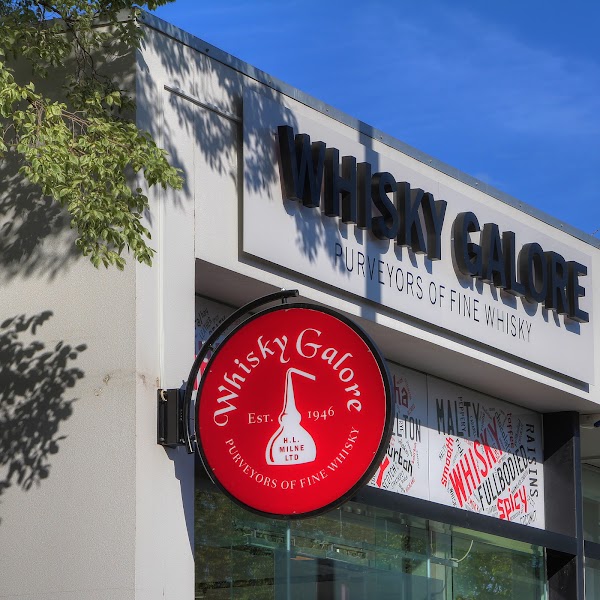 WHISKY GALORE
PURVEYORS OF FINE WHISKY
Whisky Galore
EST. 1946
H.L.
MILNE
LTD
PURVEYORS OF FINE WHISKY
MALTY
WHISKY
FULLBODIED
SPICY
RAISINS